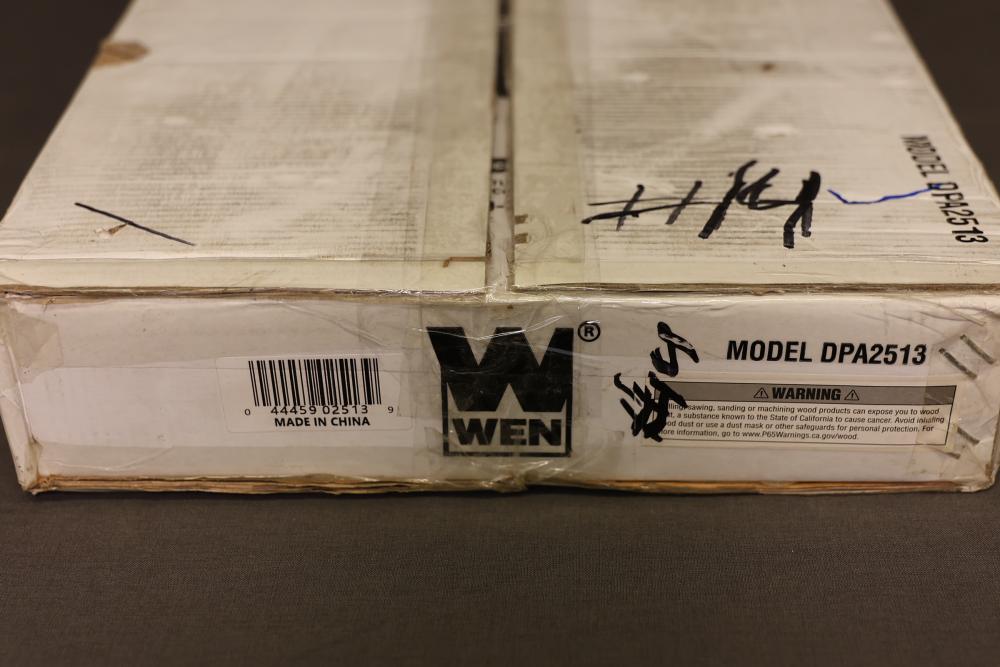 MODEL DPA2513
0 44459 02513 9
MADE IN CHINA
®
WEN
MODEL DPA2513
WARNING
sawing, sanding or machining wood products can expose you to wood
a substance known to the State of California to cause cancer. Avoid inhaling
dust or use a dust mask or other safeguards for personal protection. For
more information, go to www.P65Warnings.ca.gov/wood.